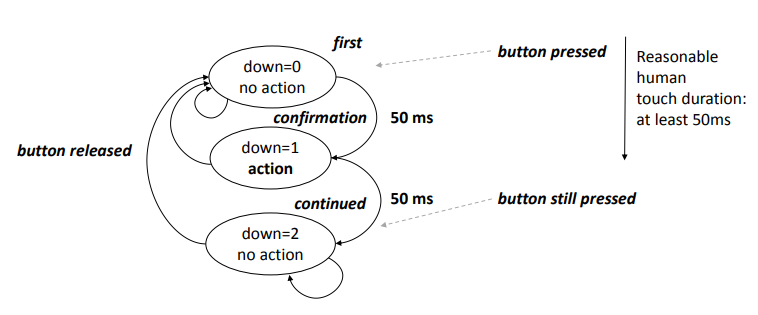 first
down=0
no action
button pressed
Reasonable
human
touch duration:
at least 50ms
confirmation
50 ms
button released
down=1
action
continued
50 ms
button still pressed
down=2
no action